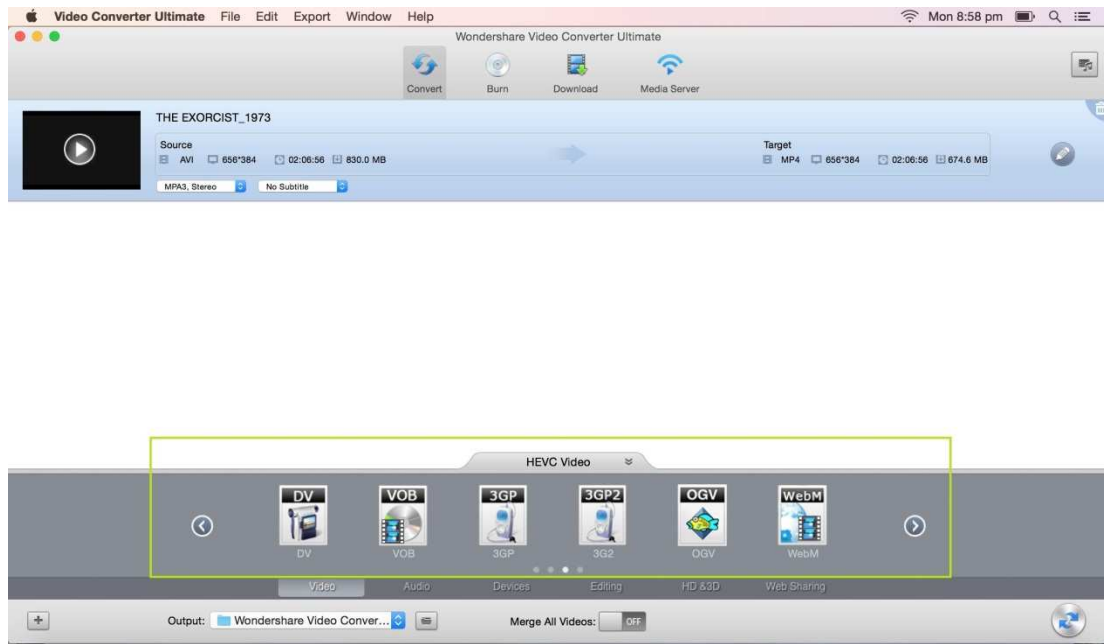 Video Converter Ultimate File Edit Export Window Help Mon 8:58 pm
Wondershare Video Converter Ultimate
Convert Burn Download Media Server
THE EXORCIST_1973
Source Target
AVI 656*384 02:06:56 830.0 MB MP4 656*384 02:06:56 674.6 MB
MPA3, Stereo No Subtitle
HEVC Video
DV VOB 3GP 3GP2 OGV WebM
DV VOB 3GP 3G2 OGV WebM
Video Audio Devices Editing HD &3D Web Sharing
Output: Wondershare Video Conver... Merge All Videos: OFF